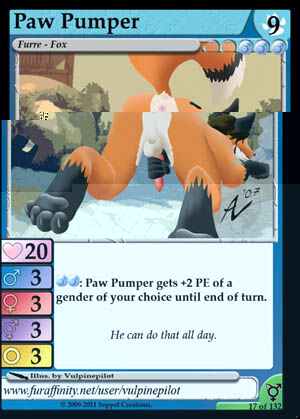 Paw Pumper
9
Furre - Fox
AZ '07
20
3
3
3
3
: Paw Pumper gets +2 PE of a
gender of your choice until end of turn.
He can do that all day.
Illus. by Vulpinepilot
© 2009-2011 Seppel Creations.
www.furaffinity.net/user/vulpinepilot
17 of 132